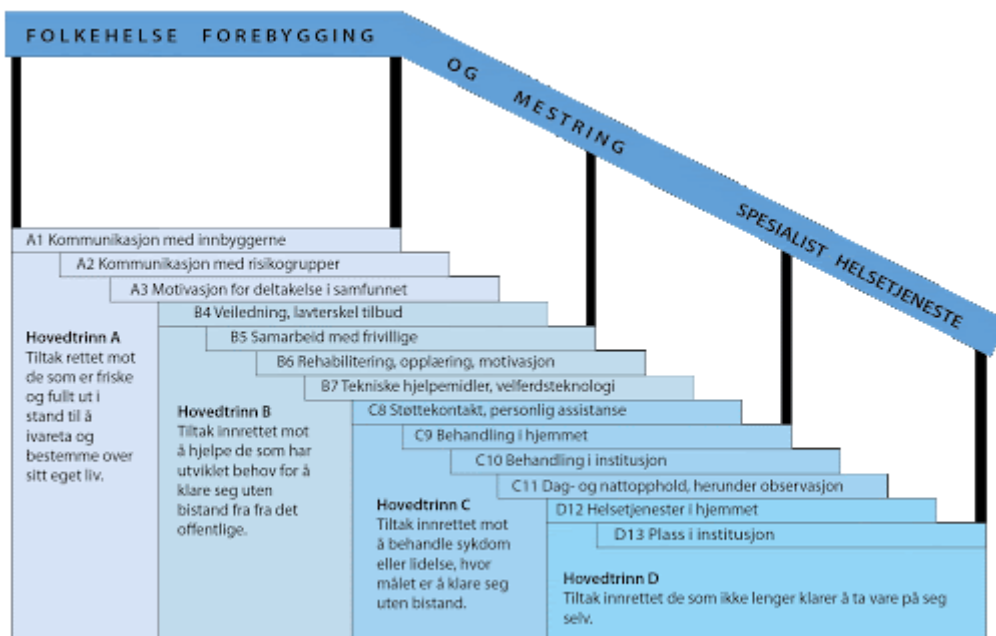 FOLKEHELSE FOREBYGGING
OG MESTRING
SPESIALIST HELSETJENESTE
A1 Kommunikasjon med innbyggerne
A2 Kommunikasjon med risikogrupper
A3 Motivasjon for deltakelse i samfunnet
B4 Veiledning, lavterskel tilbud
B5 Samarbeid med frivillige
B6 Rehabilitering, opplæring, motivasjon
B7 Tekniske hjelpemidler, velferdsteknologi
C8 Støttekontakt, personlig assistanse
C9 Behandling i hjemmet
C10 Behandling i institusjon
C11 Dag- og nattopphold, herunder observasjon
D12 Helsetjenester i hjemmet
D13 Plass i institusjon
Hovedtrinn A
Tiltak rettet mot
de som er friske
og fullt ut i
stand til å
ivareta og
bestemme over
sitt eget liv.
Hovedtrinn B
Tiltak innrettet mot
å hjelpe de som har
utviklet behov for å
klare seg uten
bistand fra fra det
offentlige.
Hovedtrinn C
Tiltak innrettet mot
å behandle sykdom
eller lidelse, hvor
målet er å klare seg
uten bistand.
Hovedtrinn D
Tiltak innrettet de som ikke lenger klarer å ta vare på seg
selv.